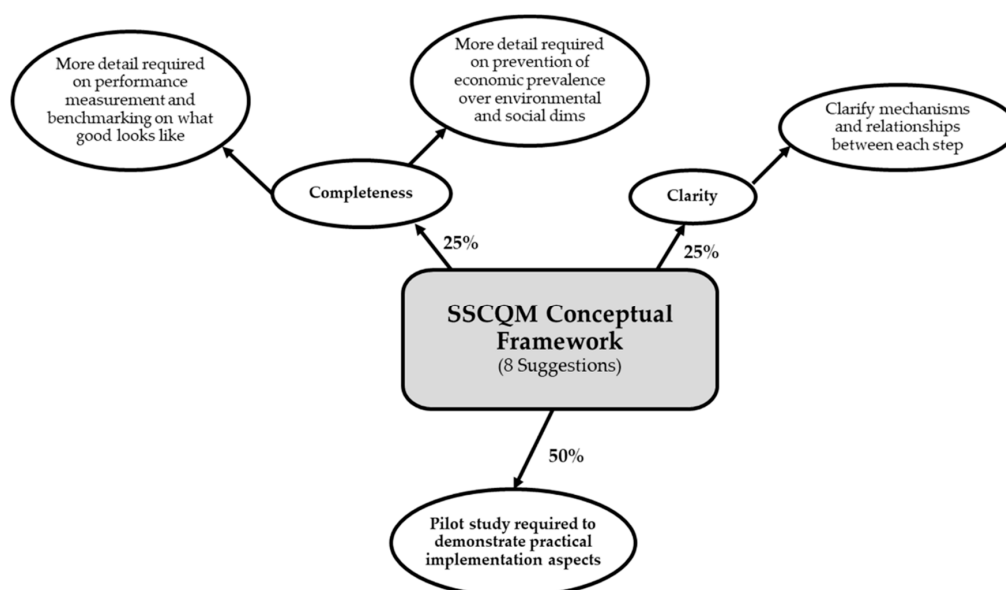 More detail required
on performance
measurement and
benchmarking on what
good looks like
More detail required
on prevention of
economic prevalence
over environmental
and social dims
Clarify mechanisms
and relationships
between each step
Completeness
Clarity
25%
25%
SSCQM Conceptual
Framework
(8 Suggestions)
50%
Pilot study required to
demonstrate practical
implementation aspects